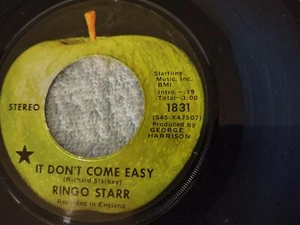 STEREO
Startling
Music, Inc.
BMI
Intro.-:19
Total-3:00
1831
(S45-X47507)
Produced by
GEORGE
HARRISON
IT DON'T COME EASY
(Richard Starkey)
RINGO STARR
Recorded in England